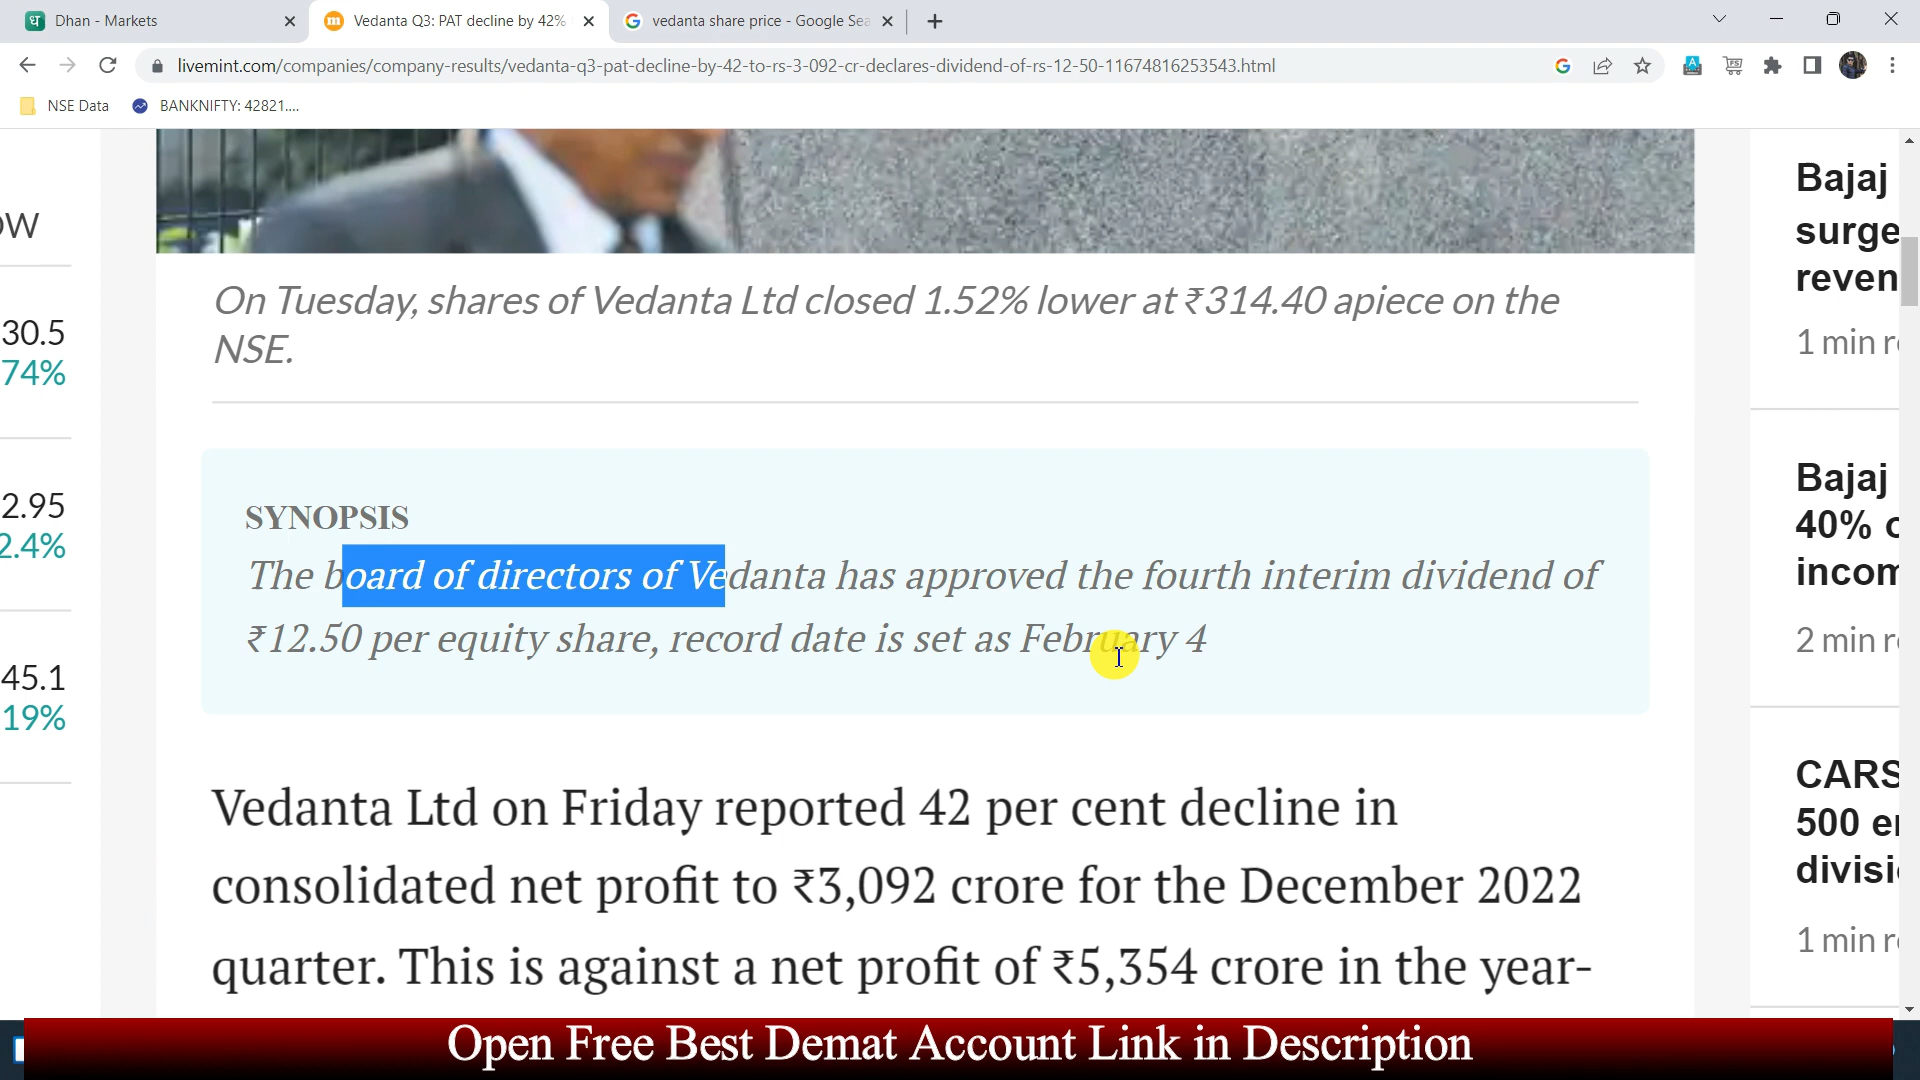 Dhan - Markets
Vedanta Q3: PAT decline by 42%
vedanta share price - Google Sea
livemint.com/companies/company-results/vedanta-q3-pat-decline-by-42-to-rs-3-092-cr-declares-dividend-of-rs-12-50-11674816253543.html
NSE Data
BANKNIFTY: 42821....
OW
30.5
74%
2.95
2.4%
45.1
19%
On Tuesday, shares of Vedanta Ltd closed 1.52% lower at ₹314.40 apiece on the
NSE.
SYNOPSIS
The board of directors of Vedanta has approved the fourth interim dividend of
₹12.50 per equity share, record date is set as February 4
Vedanta Ltd on Friday reported 42 per cent decline in
consolidated net profit to ₹3,092 crore for the December 2022
quarter. This is against a net profit of ₹5,354 crore in the year-
Bajaj
surge
reven
1 min r
Bajaj
40% o
incom
2 min r
CARS
500 e
divisi
1 min r
Open Free Best Demat Account Link in Description